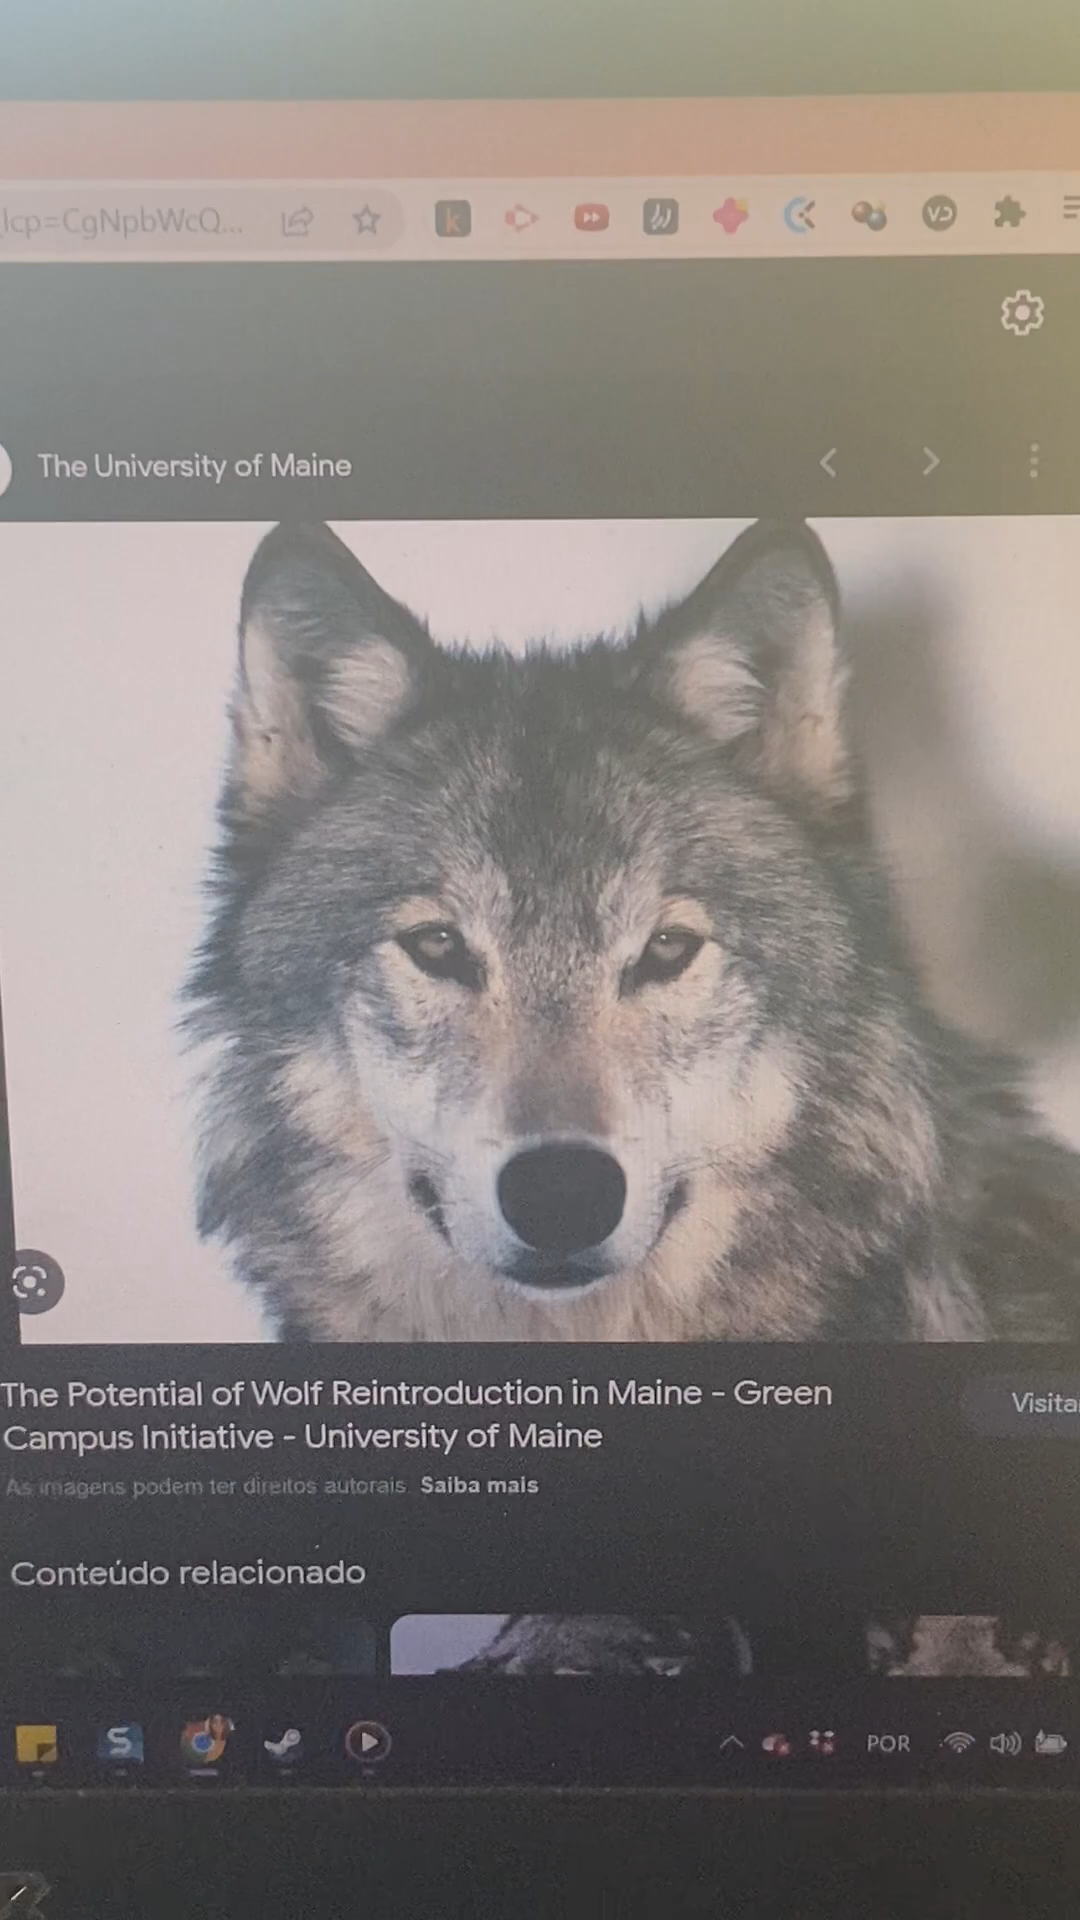 lcp=CgNpbWcQ...
The University of Maine
The Potential of Wolf Reintroduction in Maine - Green
Campus Initiative - University of Maine
Visita
As imagens podem ter direitos autorais. Saiba mais
Conteúdo relacionado
POR